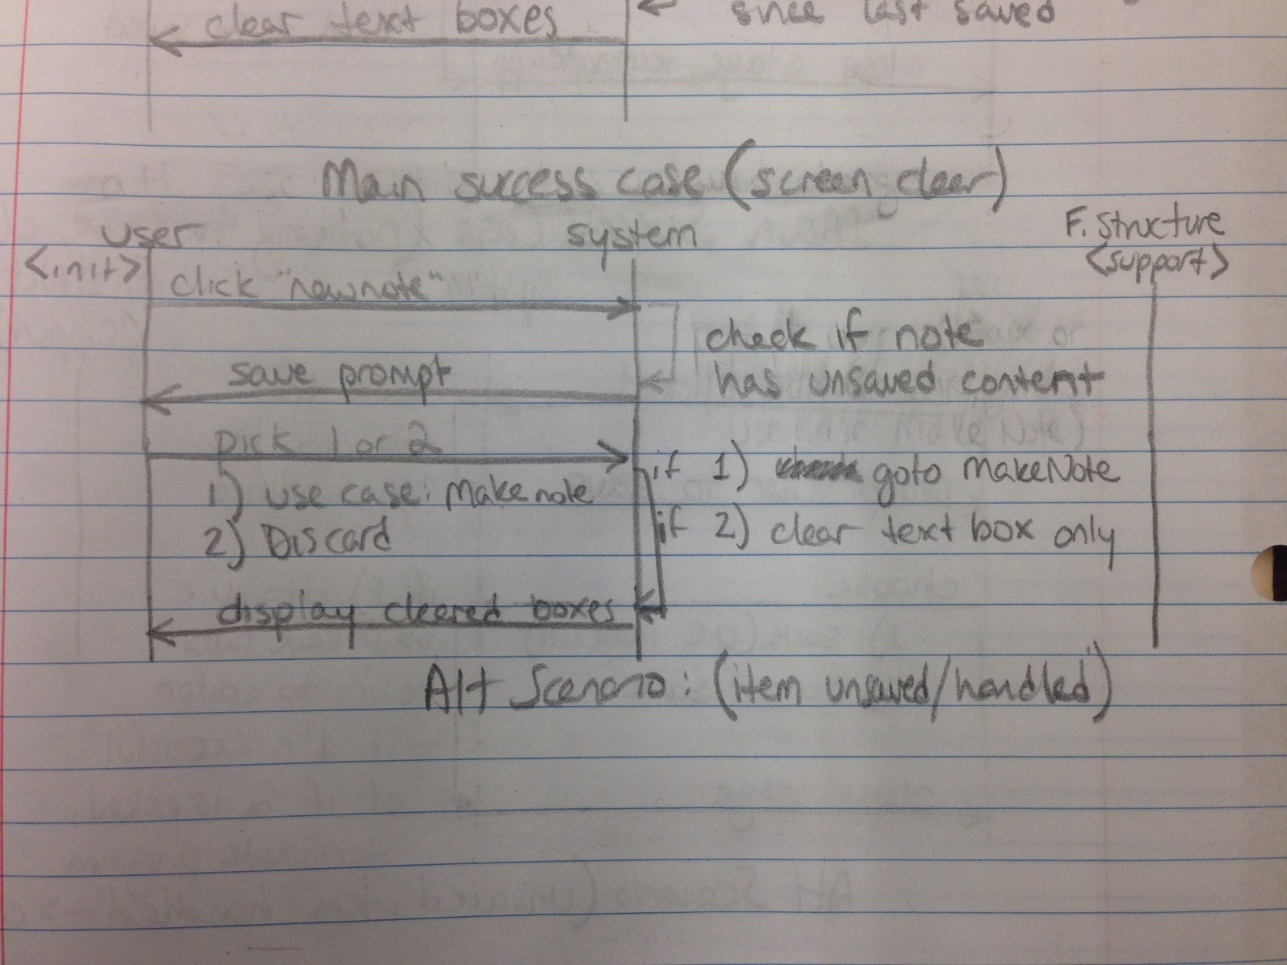 clear text boxes
since last saved
Main success case (screen clear)
user
system
F. Structure
<init>
<support>
click "newnote"
check if note
save prompt
has unsaved content
pick 1 or 2
if 1) goto makeNote
1) use case: Make note
if 2) clear text box only
2) Discard
display cleared boxes
Alt Scenario: (item unsaved/handled)